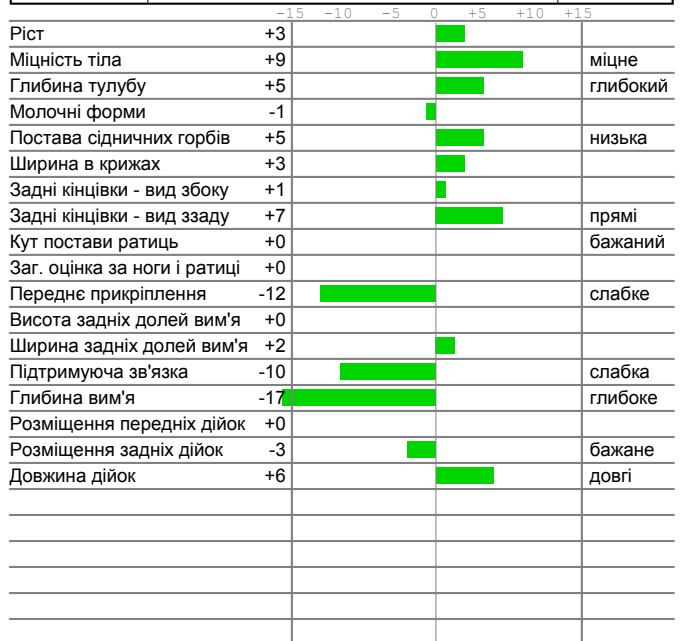 -15 -10 -5 0 +5 +10 +15
Ріст +3
Міцність тіла +9 міцне
Глибина тулубу +5 глибокий
Молочні форми -1
Постава сідничних горбів +5 низька
Ширина в крижах +3
Задні кінцівки - вид збоку +1
Задні кінцівки - вид ззаду +7 прямі
Кут постави ратиць +0 бажаний
Заг. оцінка за ноги і ратиці +0
Переднє прикріплення -12 слабке
Висота задніх долей вим'я +0
Ширина задніх долей вим'я +2
Підтримуюча зв'язка -10 слабка
Глибина вим'я -17 глибоке
Розміщення передніх дійок +0
Розміщення задніх дійок -3 бажане
Довжина дійок +6 довгі